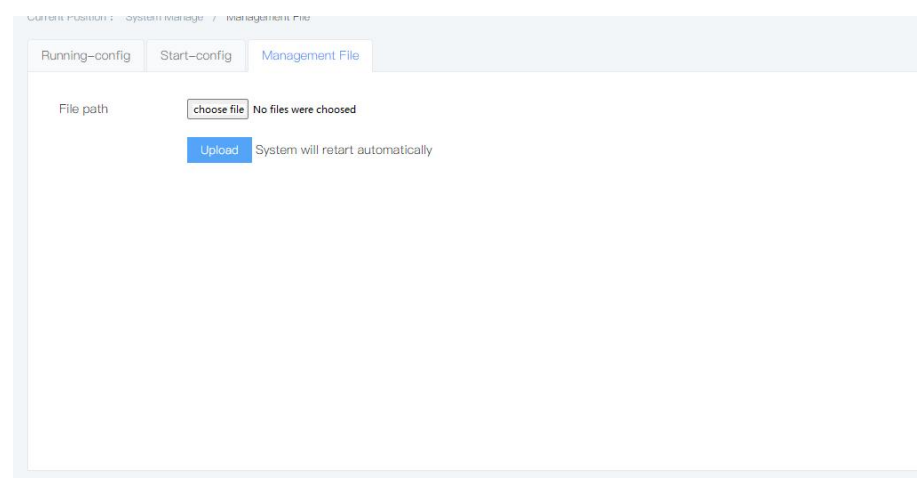 Current Position : System Manage / Management File
Running-config Start-config Management File
File path choose file No files were choosed
Upload System will retart automatically